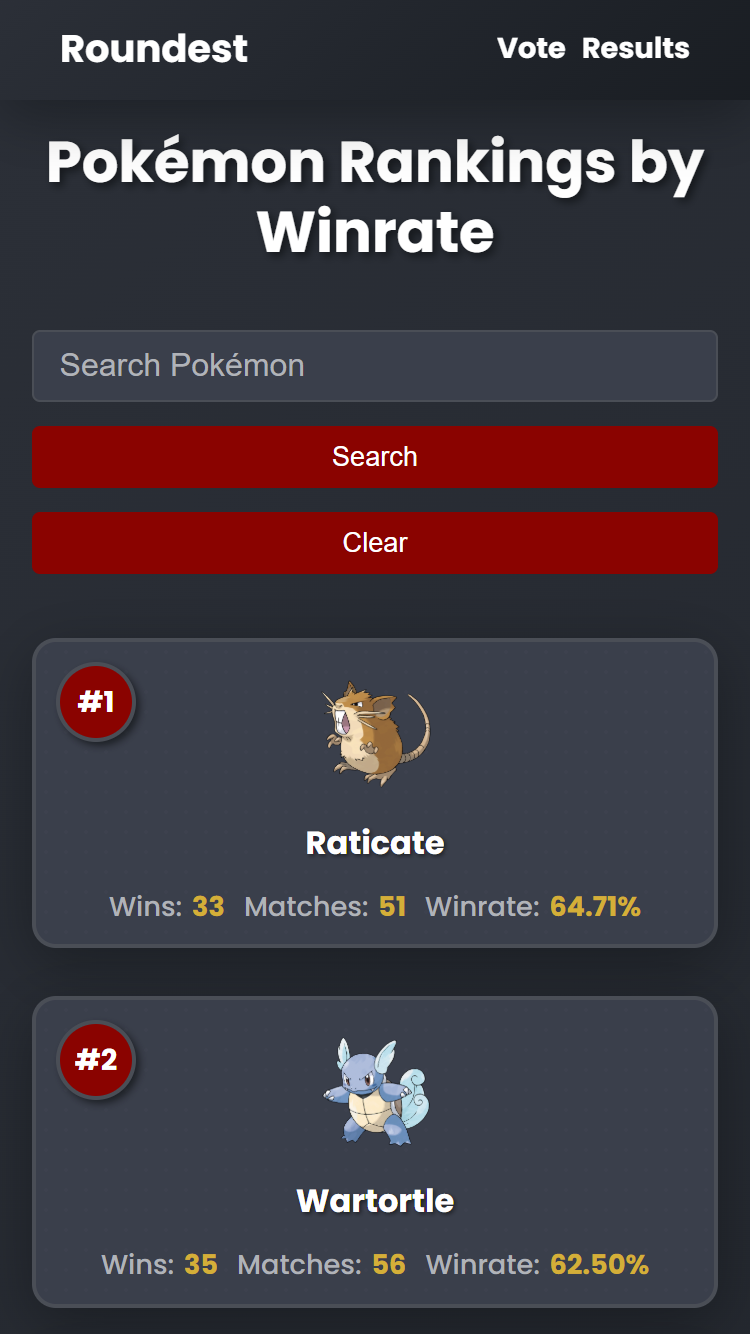 Roundest
Vote Results
Pokémon Rankings by
Winrate
Search Pokémon
Search
Clear
#1
Raticate
Wins: 33 Matches: 51 Winrate: 64.71%
#2
Wartortle
Wins: 35 Matches: 56 Winrate: 62.50%